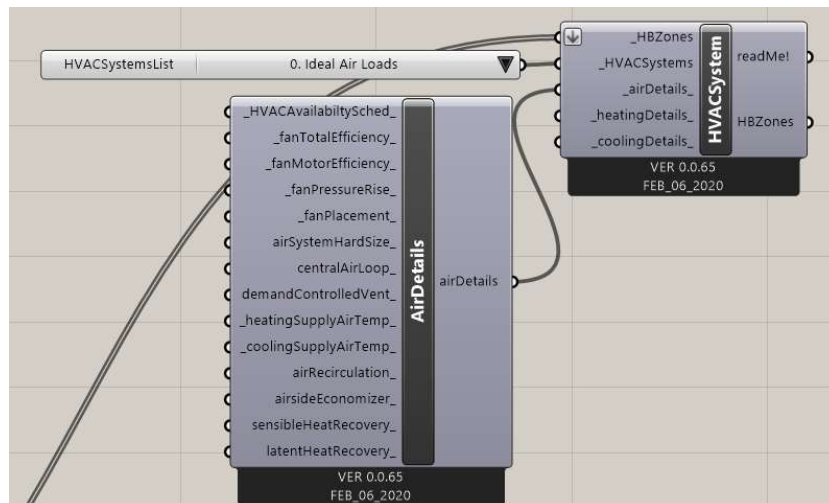 HVACSystemsList 0. Ideal Air Loads
_HBZones
_HVACSystems
_airDetails_
_heatingDetails_
_coolingDetails_
HVACSystem
readMe!
HBZones
VER 0.0.65
FEB_06_2020
_HVACAvailabiltySched_
_fanTotalEfficiency_
_fanMotorEfficiency_
_fanPressureRise_
_fanPlacement_
airSystemHardSize_
centralAirLoop_
demandControlledVent_
_heatingSupplyAirTemp_
_coolingSupplyAirTemp_
airRecirculation_
airsideEconomizer_
sensibleHeatRecovery_
latentHeatRecovery_
AirDetails
airDetails
VER 0.0.65
FEB_06_2020